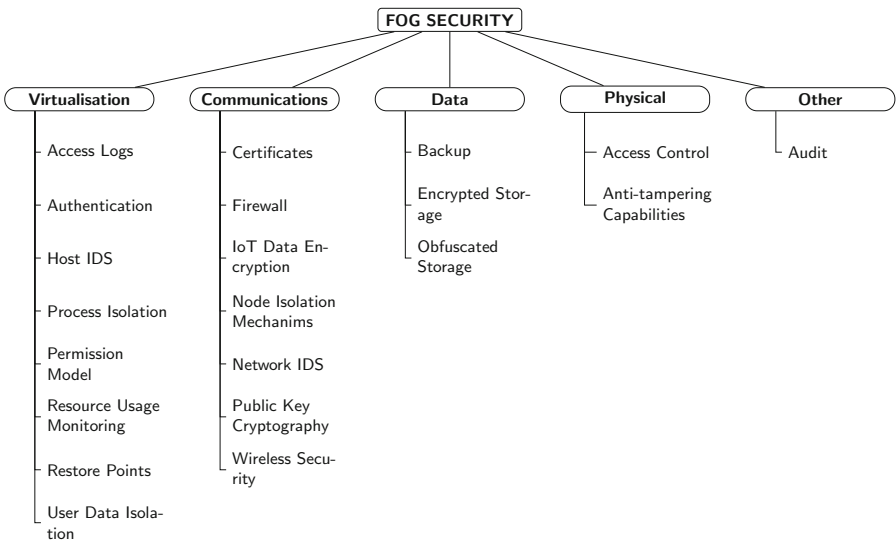 FOG SECURITY
Virtualisation
Access Logs
Authentication
Host IDS
Process Isolation
Permission
Model
Resource Usage
Monitoring
Restore Points
User Data Isola-
tion
Communications
Certificates
Firewall
IoT Data En-
cryption
Node Isolation
Mechanims
Network IDS
Public Key
Cryptography
Wireless Secu-
rity
Data
Backup
Encrypted Stor-
age
Obfuscated
Storage
Physical
Access Control
Anti-tampering
Capabilities
Other
Audit